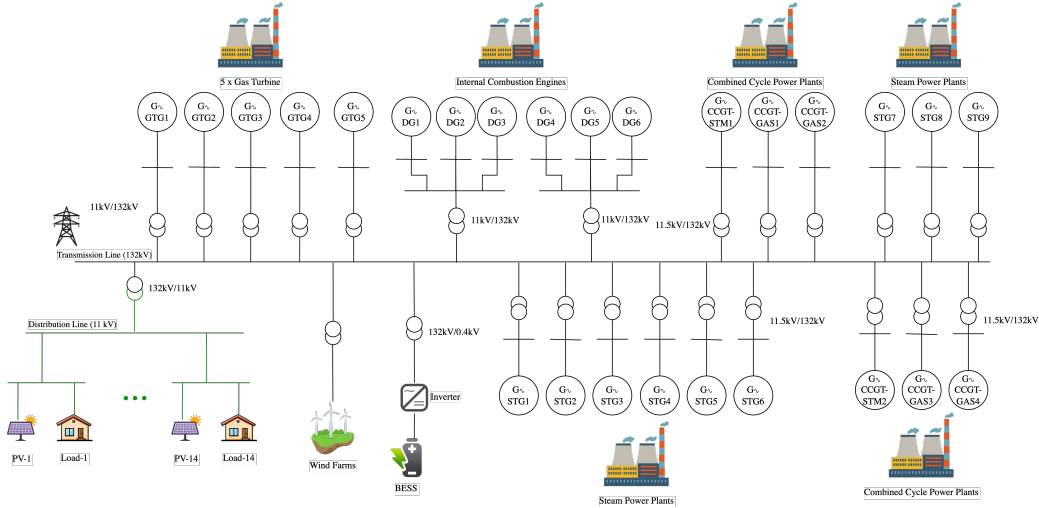 5 x Gas Turbine
Internal Combustion Engines
Combined Cycle Power Plants
Steam Power Plants
G∿
GTG1
G∿
GTG2
G∿
GTG3
G∿
GTG4
G∿
GTG5
G∿
DG1
G∿
DG2
G∿
DG3
G∿
DG4
G∿
DG5
G∿
DG6
G∿
CCGT-
STM1
G∿
CCGT-
GAS1
G∿
CCGT-
GAS2
G∿
STG7
G∿
STG8
G∿
STG9
11kV/132kV
11kV/132kV
11kV/132kV
11.5kV/132kV
Transmission Line (132kV)
132kV/11kV
Distribution Line (11 kV)
132kV/0.4kV
11.5kV/132kV
11.5kV/132kV
Inverter
G∿
STG1
G∿
STG2
G∿
STG3
G∿
STG4
G∿
STG5
G∿
STG6
G∿
CCGT-
STM2
G∿
CCGT-
GAS3
G∿
CCGT-
GAS4
PV-1
Load-1
PV-14
Load-14
Wind Farms
BESS
Steam Power Plants
Combined Cycle Power Plants